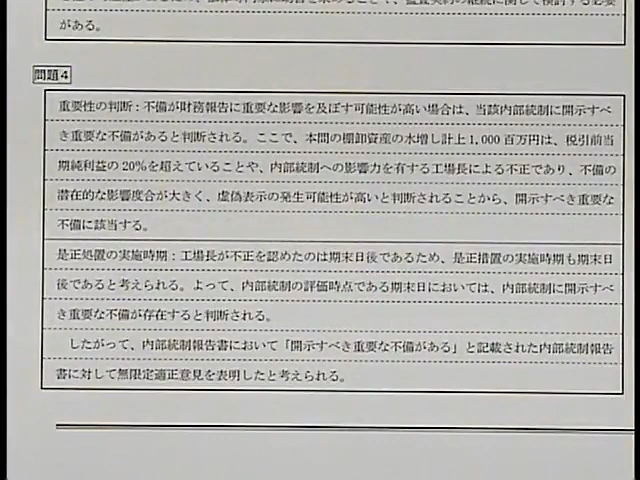 がある。
問題4
重要性の判断：不備が財務報告に重要な影響を及ぼす可能性が高い場合は、当該内部統制に開示すべ
き重要な不備があると判断される。ここで、本問の棚卸資産の水増し計上1,000百万円は、税引前当
期純利益の20%を超えていることや、内部統制への影響力を有する工場長による不正であり、不備の
潜在的な影響度合が大きく、虚偽表示の発生可能性が高いと判断されることから、開示すべき重要な
不備に該当する。
是正処置の実施時期：工場長が不正を認めたのは期末日後であるため、是正措置の実施時期も期末日
後であると考えられる。よって、内部統制の評価時点である期末日においては、内部統制に開示すべ
き重要な不備が存在すると判断される。
したがって、内部統制報告書において「開示すべき重要な不備がある」と記載された内部統制報告
書に対して無限定適正意見を表明したと考えられる。